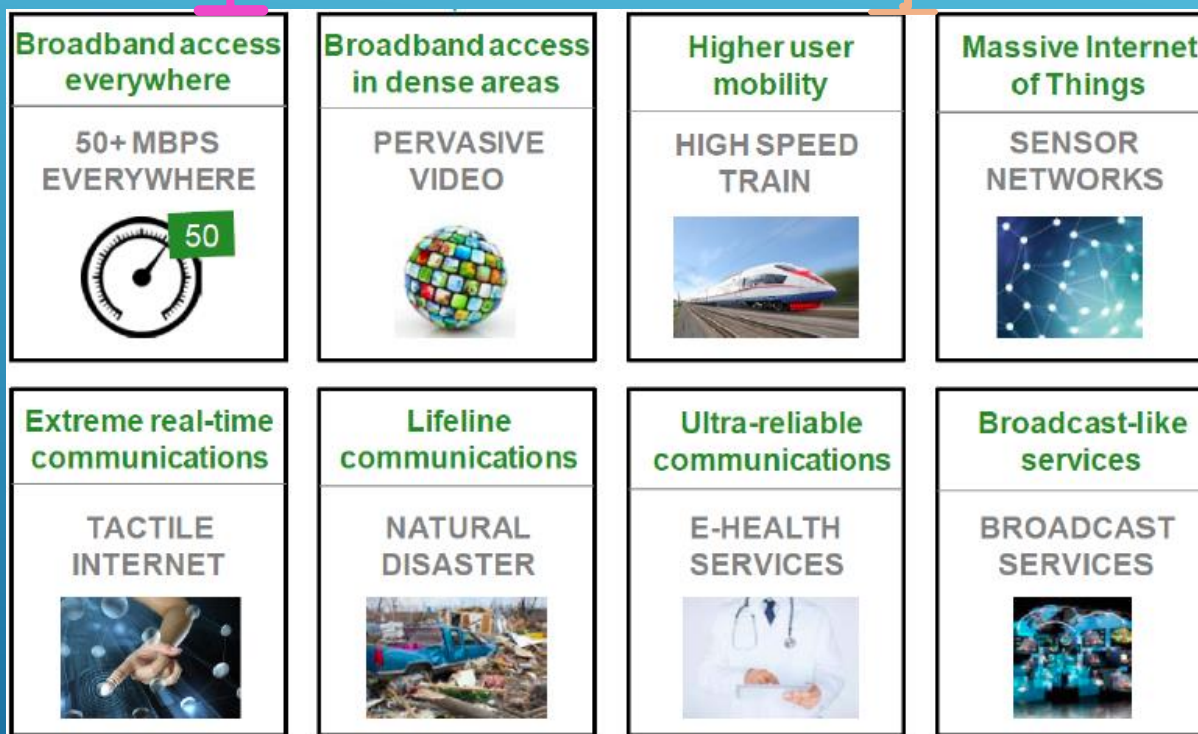 Broadband access
everywhere
50+ MBPS
EVERYWHERE
50
Broadband access
in dense areas
PERVASIVE
VIDEO
Higher user
mobility
HIGH SPEED
TRAIN
Massive Internet
of Things
SENSOR
NETWORKS
Extreme real-time
communications
TACTILE
INTERNET
Lifeline
communications
NATURAL
DISASTER
Ultra-reliable
communications
E-HEALTH
SERVICES
Broadcast-like
services
BROADCAST
SERVICES